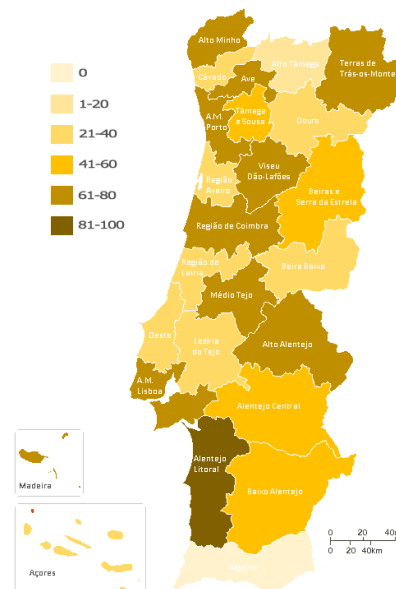 0
1-20
21-40
41-60
61-80
81-100
Alto Minho
Cávado
Ave
Alto Tâmega
Terras de
Trás-os-Monte
A.M.
Porto
Tâmega
e Sousa
Douro
Viseu
Dão-Lafões
Região
Aveiro
Beiras e
Serra da Estrela
Região de Coimbra
Região de
Leiria
Beira Baixa
Médio Tejo
Oeste
Lezíria
do Tejo
Alto Alentejo
A.M.
Lisboa
Alentejo Central
Alentejo
Litoral
Baixo Alentejo
Algarve
Madeira
Açores
0 20 40
0 20 40km